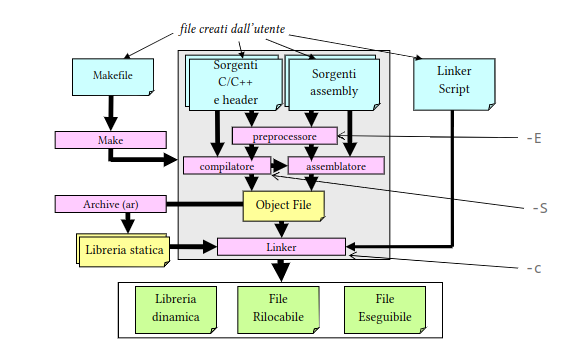 file creati dall'utente
Makefile
Sorgenti
C/C++
e header
Sorgenti
assembly
Linker
Script
Make
preprocessore
-E
compilatore
assemblatore
Archive (ar)
Object File
-S
Libreria statica
Linker
-c
Libreria
dinamica
File
Rilocabile
File
Eseguibile